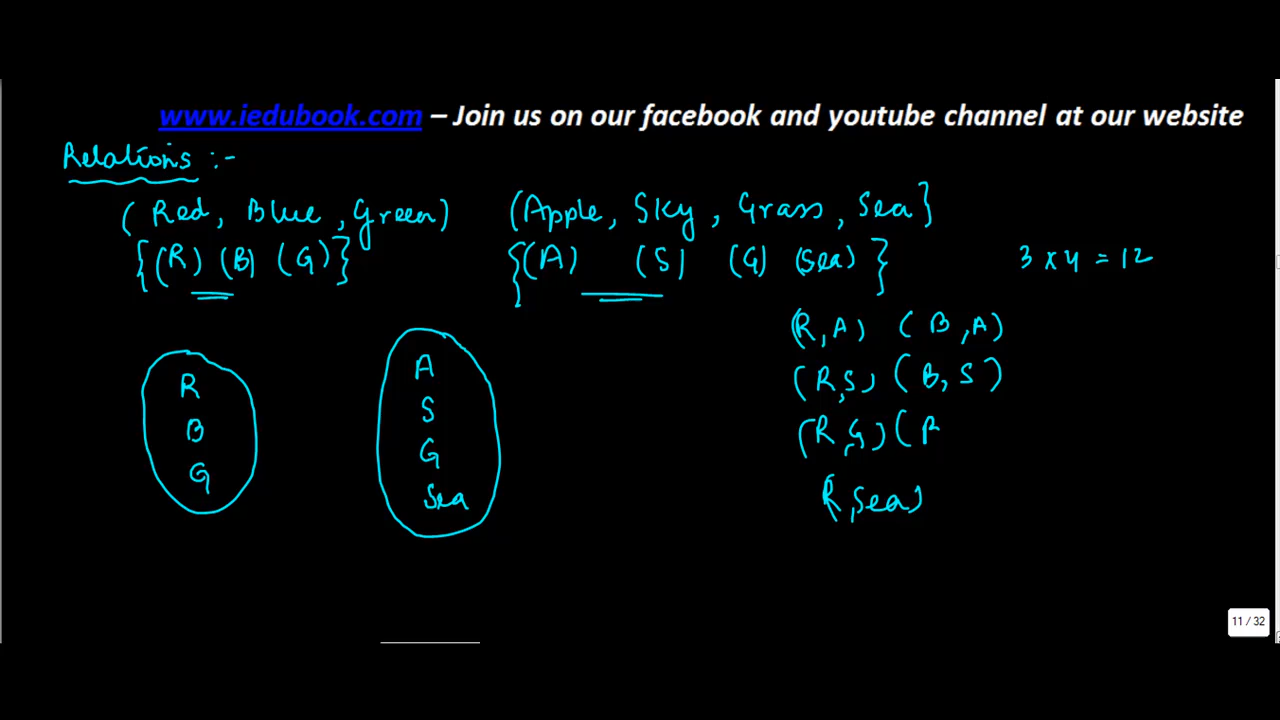 www.iedubook.com – Join us on our facebook and youtube channel at our website
Relations :-
( Red, Blue, Green) (Apple, Sky, Grass, Sea}
{(R) (B) (G)} {(A) (S) (G) (Sea)} 3 x 4 = 12
(R,A) (B,A)
(R,S) (B,S)
(R,G) (
R,Sea)
R
B
G
A
S
G
Sea
11 / 32